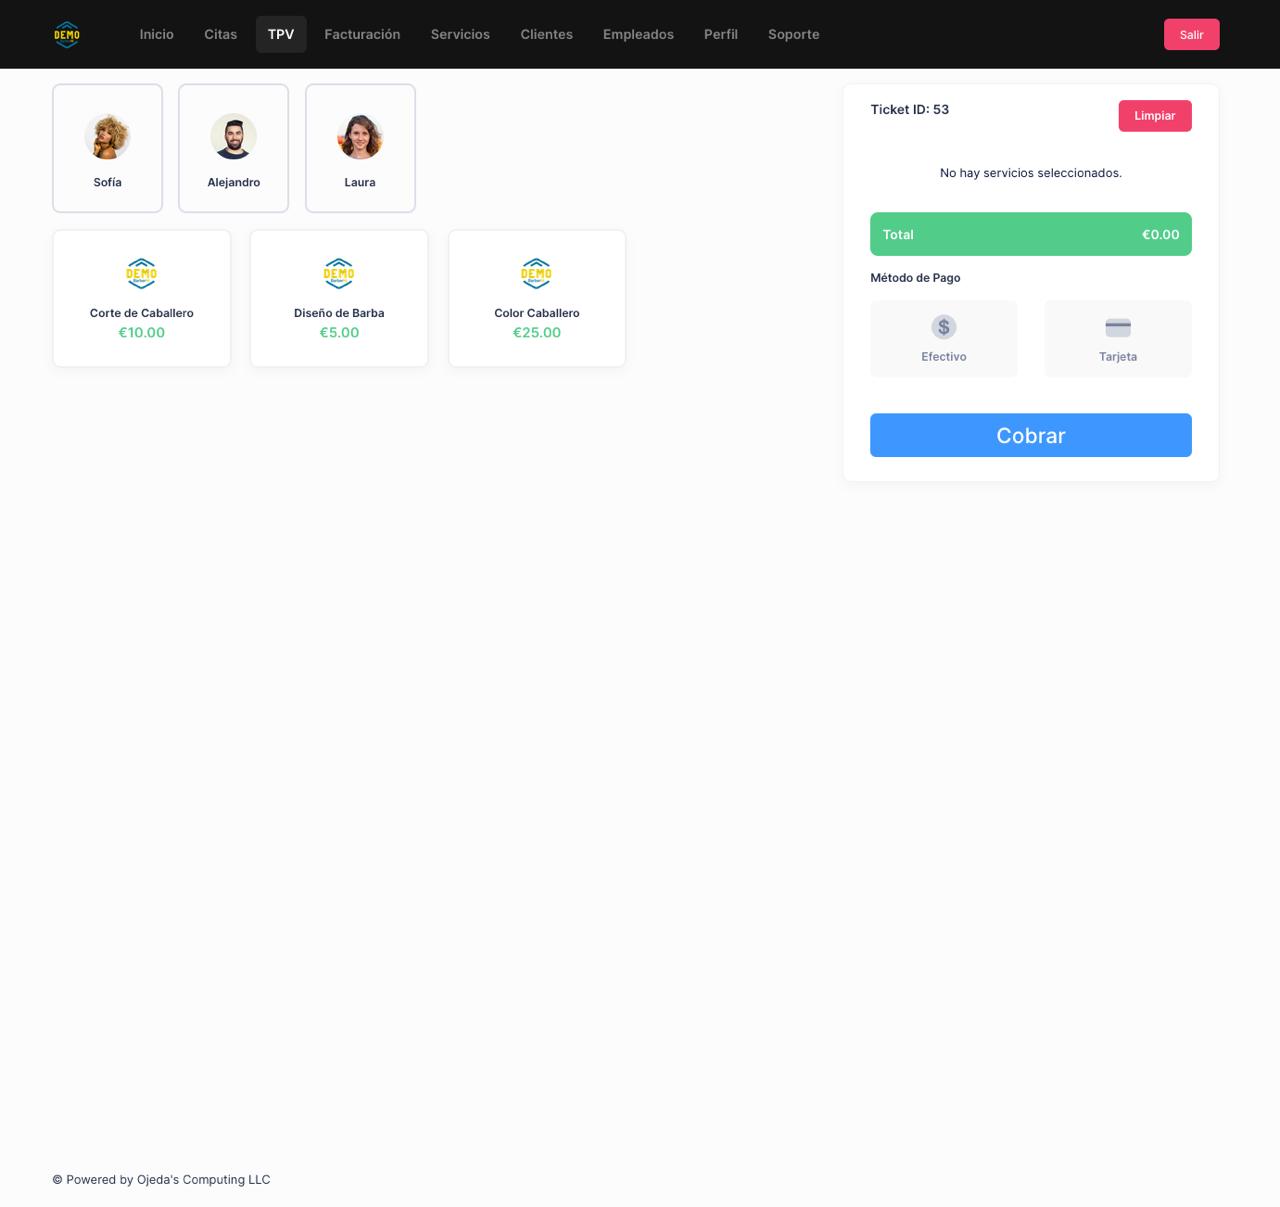 DEMO
Inicio
Citas
TPV
Facturación
Servicios
Clientes
Empleados
Perfil
Soporte
Salir
Sofía
Alejandro
Laura
DEMO
Corte de Caballero
€10.00
DEMO
Diseño de Barba
€5.00
DEMO
Color Caballero
€25.00
Ticket ID: 53
Limpiar
No hay servicios seleccionados.
Total
€0.00
Método de Pago
$
Efectivo
Tarjeta
Cobrar
© Powered by Ojeda's Computing LLC